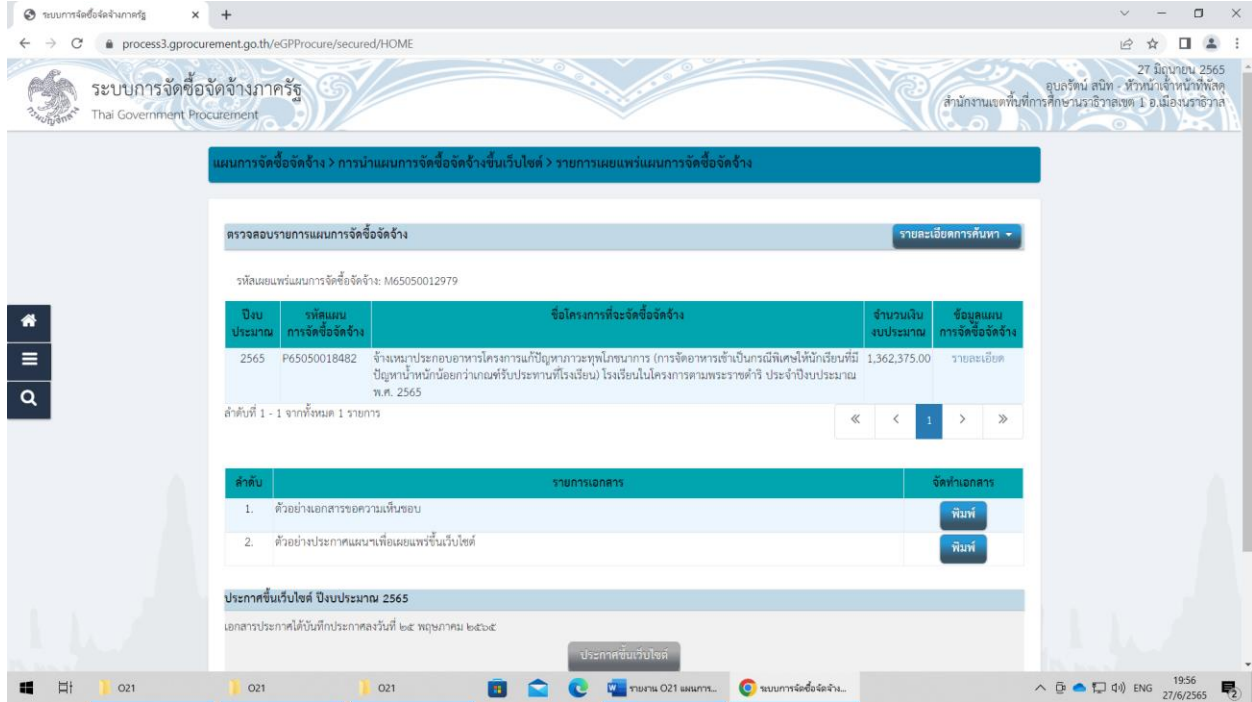 ระบบการจัดซื้อจัดจ้างภาครัฐ
process3.gprocurement.go.th/eGPProcure/secured/HOME
ระบบการจัดซื้อจัดจ้างภาครัฐ
Thai Government Procurement
27 มิถุนายน 2565
อุบลรัตน์ สนิท - หัวหน้าเจ้าหน้าที่พัสดุ
สำนักงานเขตพื้นที่การศึกษานราธิวาสเขต 1 อ.เมืองนราธิวาส
แผนการจัดซื้อจัดจ้าง > การนำแผนการจัดซื้อจัดจ้างขึ้นเว็บไซต์ > รายการเผยแพร่แผนการจัดซื้อจัดจ้าง
ตรวจสอบรายการแผนการจัดซื้อจัดจ้าง
รายละเอียดการค้นหา
รหัสเผยแพร่แผนการจัดซื้อจัดจ้าง: M65050012979
ปีงบประมาณ รหัสแผนการจัดซื้อจัดจ้าง ชื่อโครงการที่จะจัดซื้อจัดจ้าง จำนวนเงินงบประมาณ ข้อมูลแผนการจัดซื้อจัดจ้าง
2565 P65050018482 จ้างเหมาประกอบอาหารโครงการแก้ปัญหาภาวะทุพโภชนาการ (การจัดอาหารเช้าเป็นกรณีพิเศษให้นักเรียนที่มี 1,362,375.00 รายละเอียด
ปัญหาน้ำหนักน้อยกว่าเกณฑ์รับประทานที่โรงเรียน) โรงเรียนในโครงการตามพระราชดำริ ประจำปีงบประมาณ
พ.ศ. 2565
ลำดับที่ 1 - 1 จากทั้งหมด 1 รายการ
« < 1 > »
ลำดับ รายการเอกสาร จัดทำเอกสาร
1. ตัวอย่างเอกสารขอความเห็นชอบ พิมพ์
2. ตัวอย่างประกาศแผนฯเพื่อเผยแพร่ขึ้นเว็บไซต์ พิมพ์
ประกาศขึ้นเว็บไซต์ ปีงบประมาณ 2565
เอกสารประกาศได้บันทึกประกาศลงวันที่ ๒๕ พฤษภาคม ๒๕๖๕
ประกาศขึ้นเว็บไซต์
O21 O21 O21 รายงาน O21 แผนการ... ระบบการจัดซื้อจัดจ้าง... ENG 19:56
27/6/2565